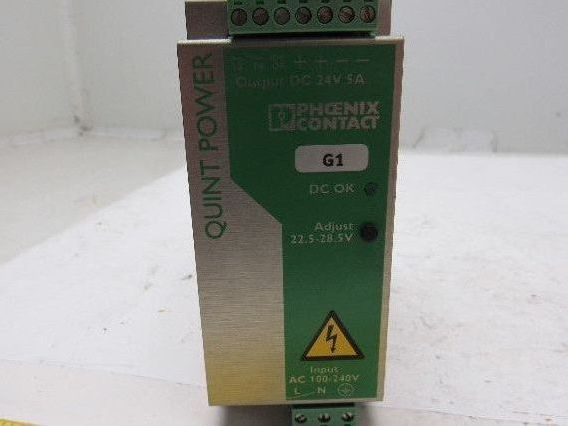 + + − −
Output DC 24V 5A
QUINT POWER
PHŒNIX
CONTACT
G1
DC OK
Adjust
22.5-28.5V
Input
AC 100-240V
L N